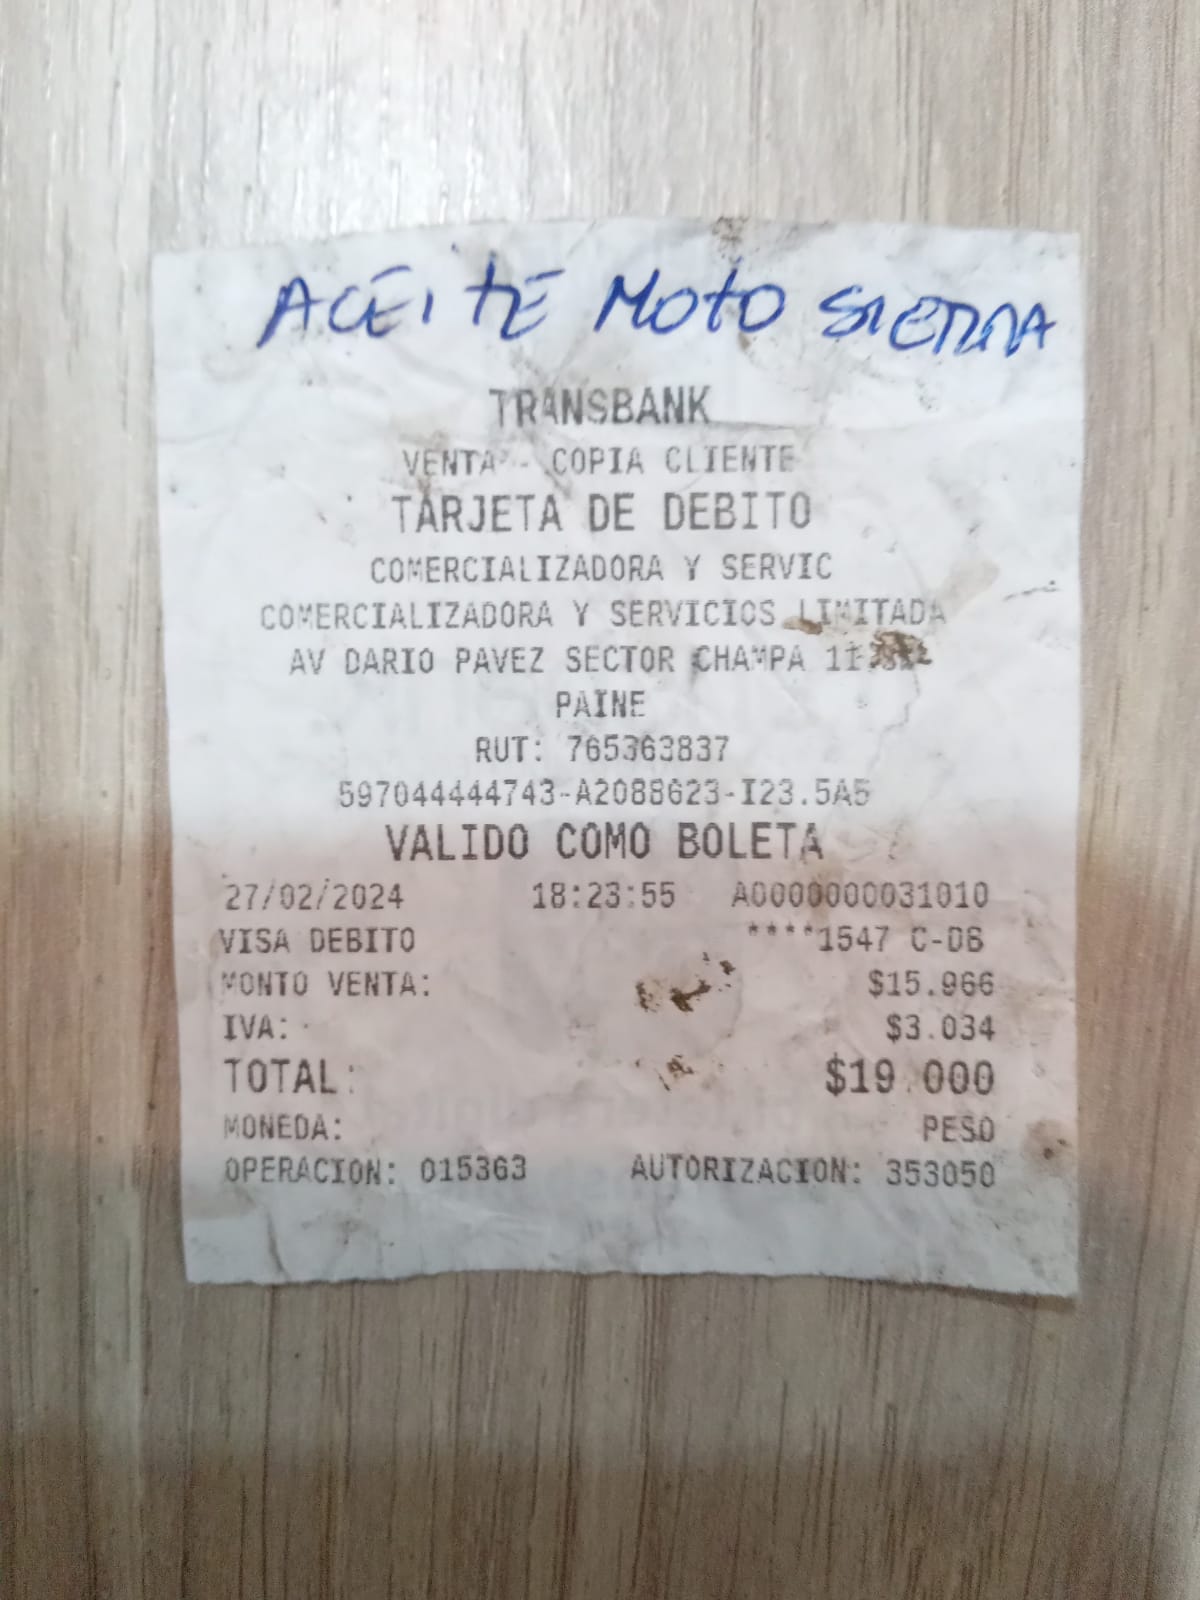 ACEITE MOTO SIERRA
TRANSBANK
VENTA - COPIA CLIENTE
TARJETA DE DEBITO
COMERCIALIZADORA Y SERVIC
COMERCIALIZADORA Y SERVICIOS LIMITADA
AV DARIO PAVEZ SECTOR CHAMPA
PAINE
RUT: 765363837
597044444743-A2088623-I23.5A5
VALIDO COMO BOLETA
27/02/2024 18:23:55 A0000000031010
VISA DEBITO ****1547 C-DB
MONTO VENTA: $15.966
IVA: $3.034
TOTAL: $19.000
MONEDA: PESO
OPERACION: 015363 AUTORIZACION: 353050